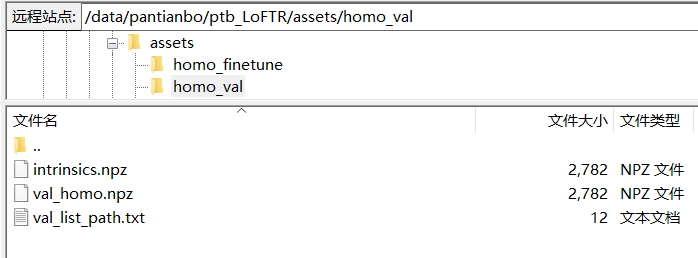 远程站点: /data/pantianbo/ptb_LoFTR/assets/homo_val
assets
homo_finetune
homo_val
文件名 文件大小 文件类型
..
intrinsics.npz 2,782 NPZ 文件
val_homo.npz 2,782 NPZ 文件
val_list_path.txt 12 文本文档